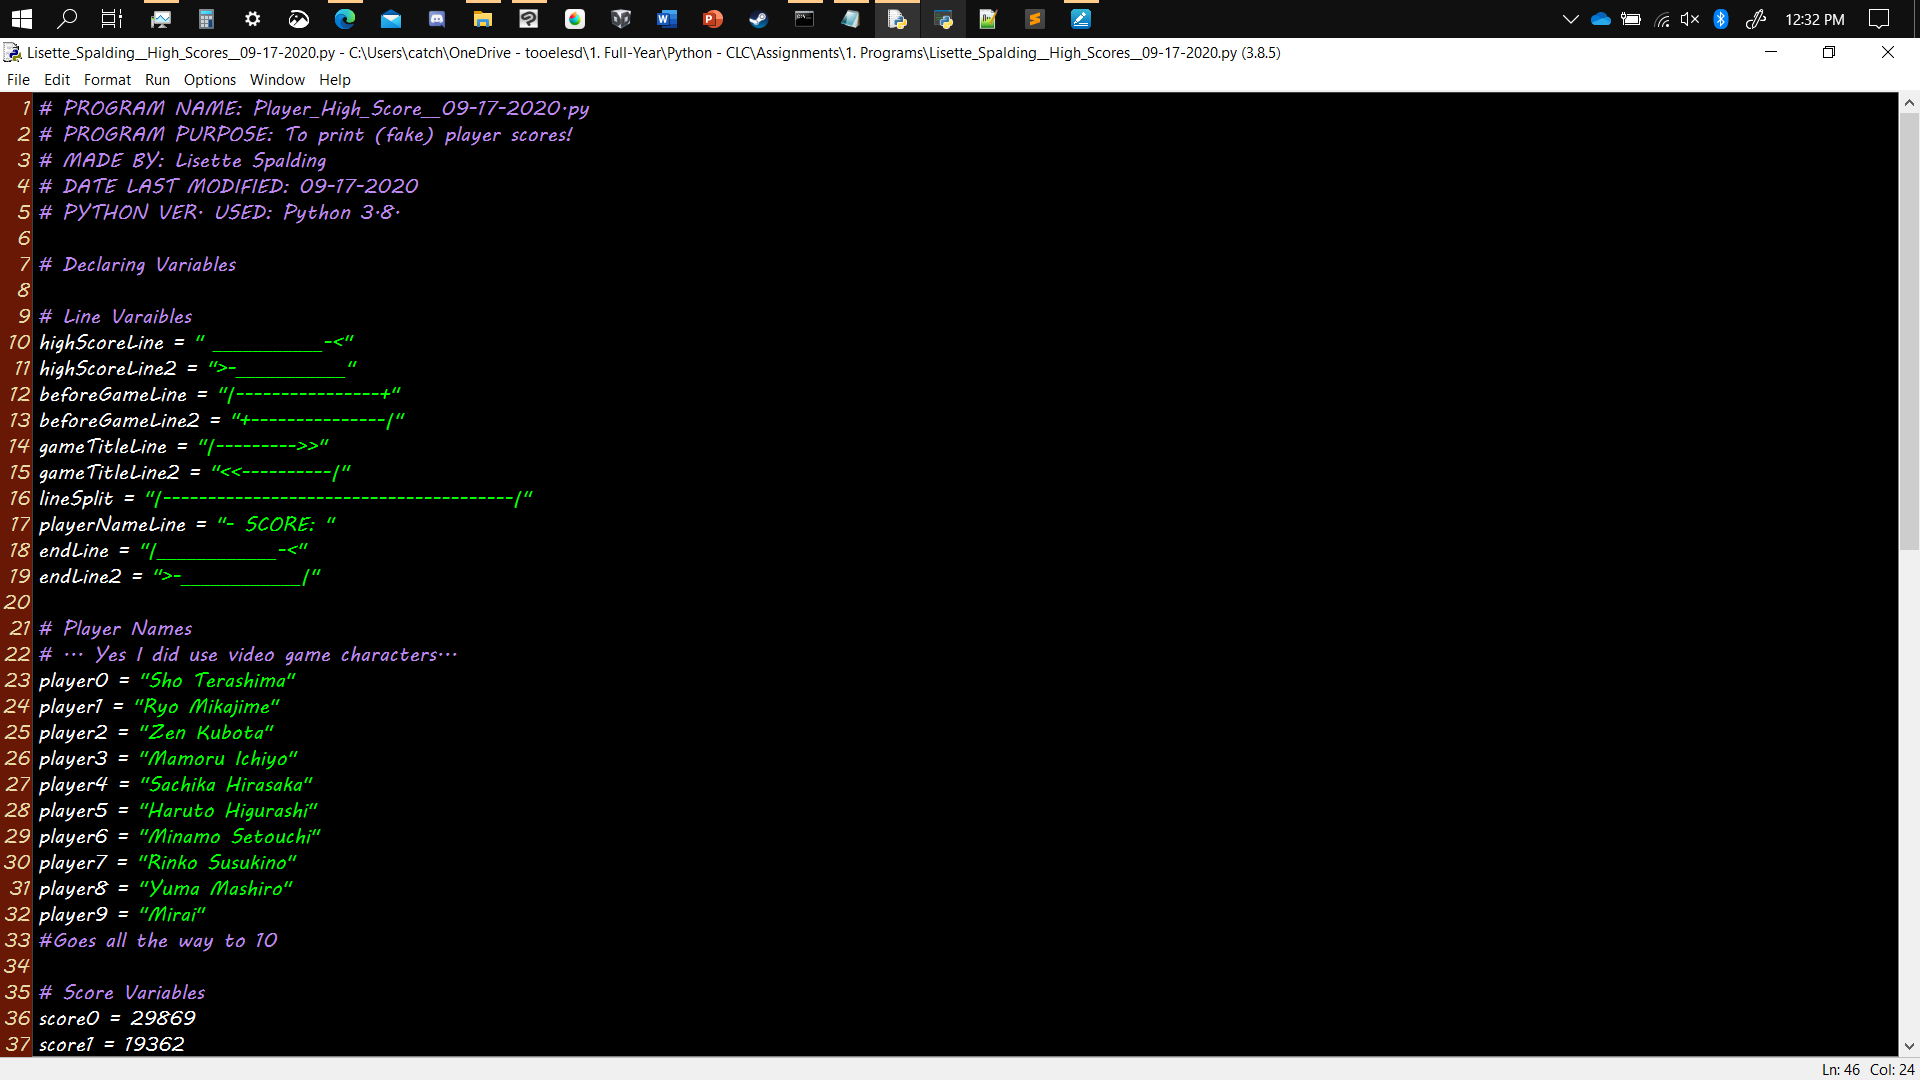 12:32 PM
Lisette_Spalding__High_Scores__09-17-2020.py - C:\Users\catch\OneDrive - tooelesd\1. Full-Year\Python - CLC\Assignments\1. Programs\Lisette_Spalding__High_Scores__09-17-2020.py (3.8.5)
File Edit Format Run Options Window Help
1 # PROGRAM NAME: Player_High_Score__09-17-2020.py
2 # PROGRAM PURPOSE: To print (fake) player scores!
3 # MADE BY: Lisette Spalding
4 # DATE LAST MODIFIED: 09-17-2020
5 # PYTHON VER. USED: Python 3.8.
6
7 # Declaring Variables
8
9 # Line Varaibles
10 highScoreLine = " ___________-<"
11 highScoreLine2 = ">-___________"
12 beforeGameLine = "|----------------+"
13 beforeGameLine2 = "+---------------|"
14 gameTitleLine = "|--------->>"
15 gameTitleLine2 = "<<----------|"
16 lineSplit = "|---------------------------------------|"
17 playerNameLine = "- SCORE: "
18 endLine = "|____________-<"
19 endLine2 = ">-____________|"
20
21 # Player Names
22 # ... Yes I did use video game characters...
23 player0 = "Sho Terashima"
24 player1 = "Ryo Mikajime"
25 player2 = "Zen Kubota"
26 player3 = "Mamoru Ichiyo"
27 player4 = "Sachika Hirasaka"
28 player5 = "Haruto Higurashi"
29 player6 = "Minamo Setouchi"
30 player7 = "Rinko Susukino"
31 player8 = "Yuma Mashiro"
32 player9 = "Mirai"
33 #Goes all the way to 10
34
35 # Score Variables
36 score0 = 29869
37 score1 = 19362
Ln: 46 Col: 24